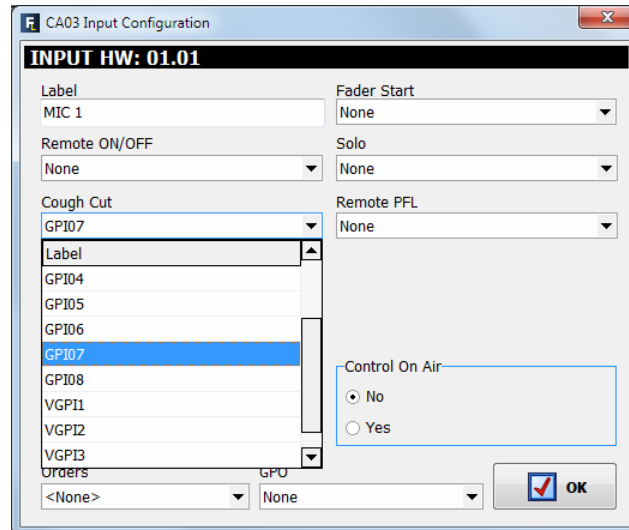 CA03 Input Configuration
INPUT HW: 01.01
Label
MIC 1
Fader Start
None
Remote ON/OFF
None
Solo
None
Cough Cut
GPI07
Remote PFL
None
Label
GPI04
GPI05
GPI06
GPI07
GPI08
VGPI1
VGPI2
VGPI3
Control On Air
No
Yes
Orders
<None>
GPO
None
OK